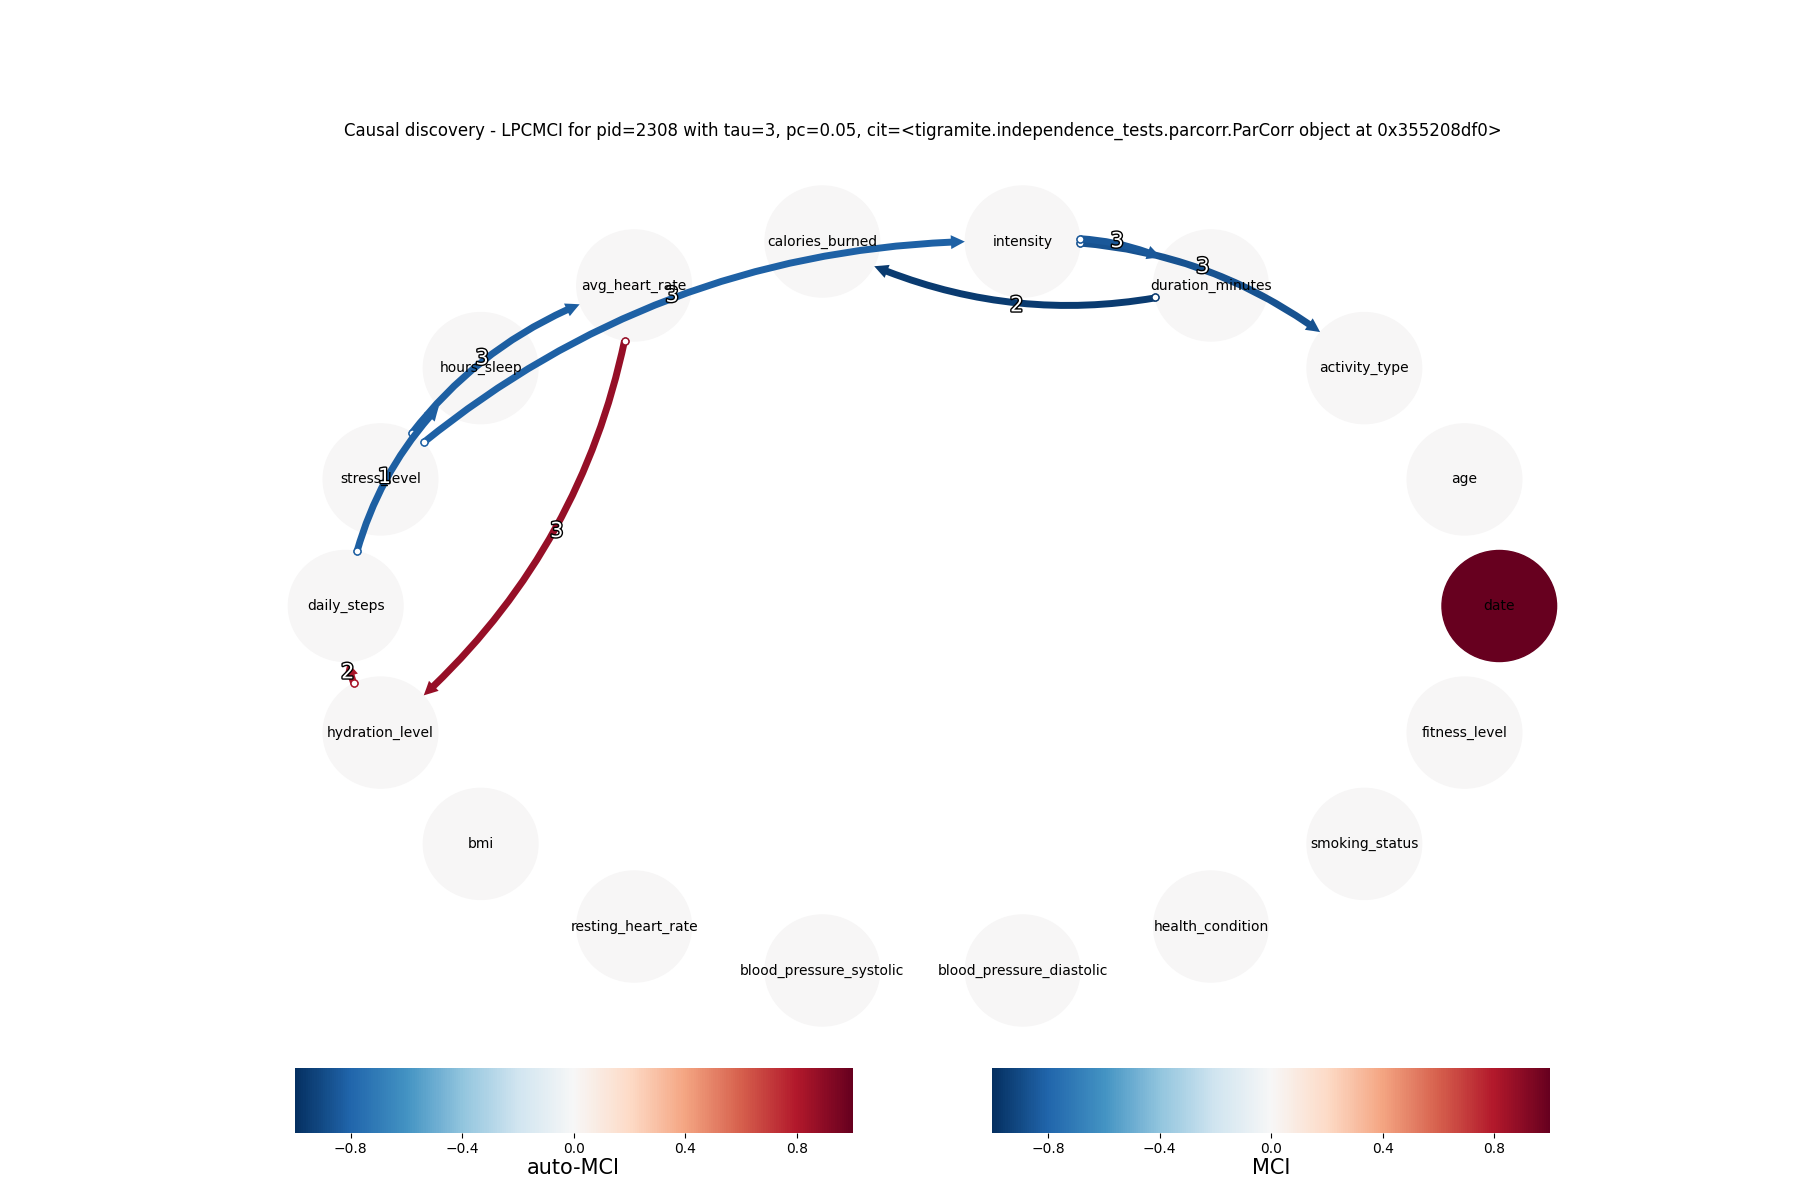 Causal discovery - LPCMCI for pid=2308 with tau=3, pc=0.05, cit=<tigramite.independence_tests.parcorr.ParCorr object at 0x355208df0>
calories_burned
intensity
3
3
avg_heart_rate
3
duration_minutes
2
3
hours_sleep
activity_type
1
stress_level
age
3
daily_steps
date
2
hydration_level
fitness_level
bmi
smoking_status
resting_heart_rate
health_condition
blood_pressure_systolic
blood_pressure_diastolic
−0.8
−0.4
0.0
0.4
0.8
auto-MCI
−0.8
−0.4
0.0
0.4
0.8
MCI